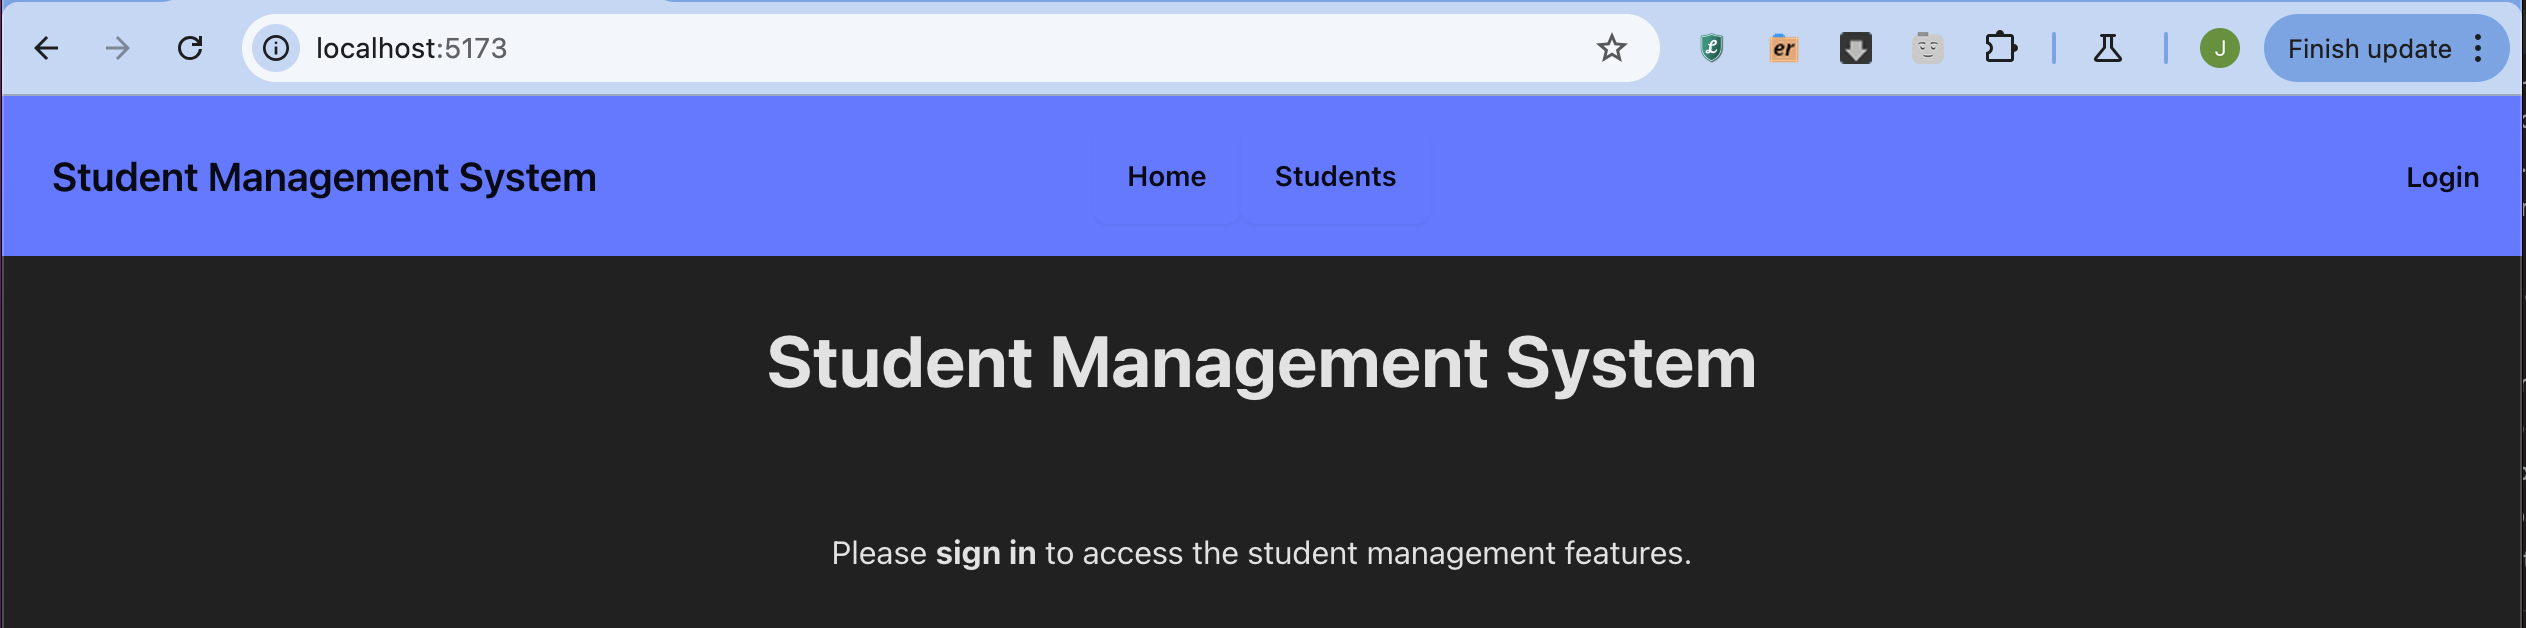 localhost:5173
er
J
Finish update
Student Management System
Home
Students
Login
Student Management System
Please sign in to access the student management features.